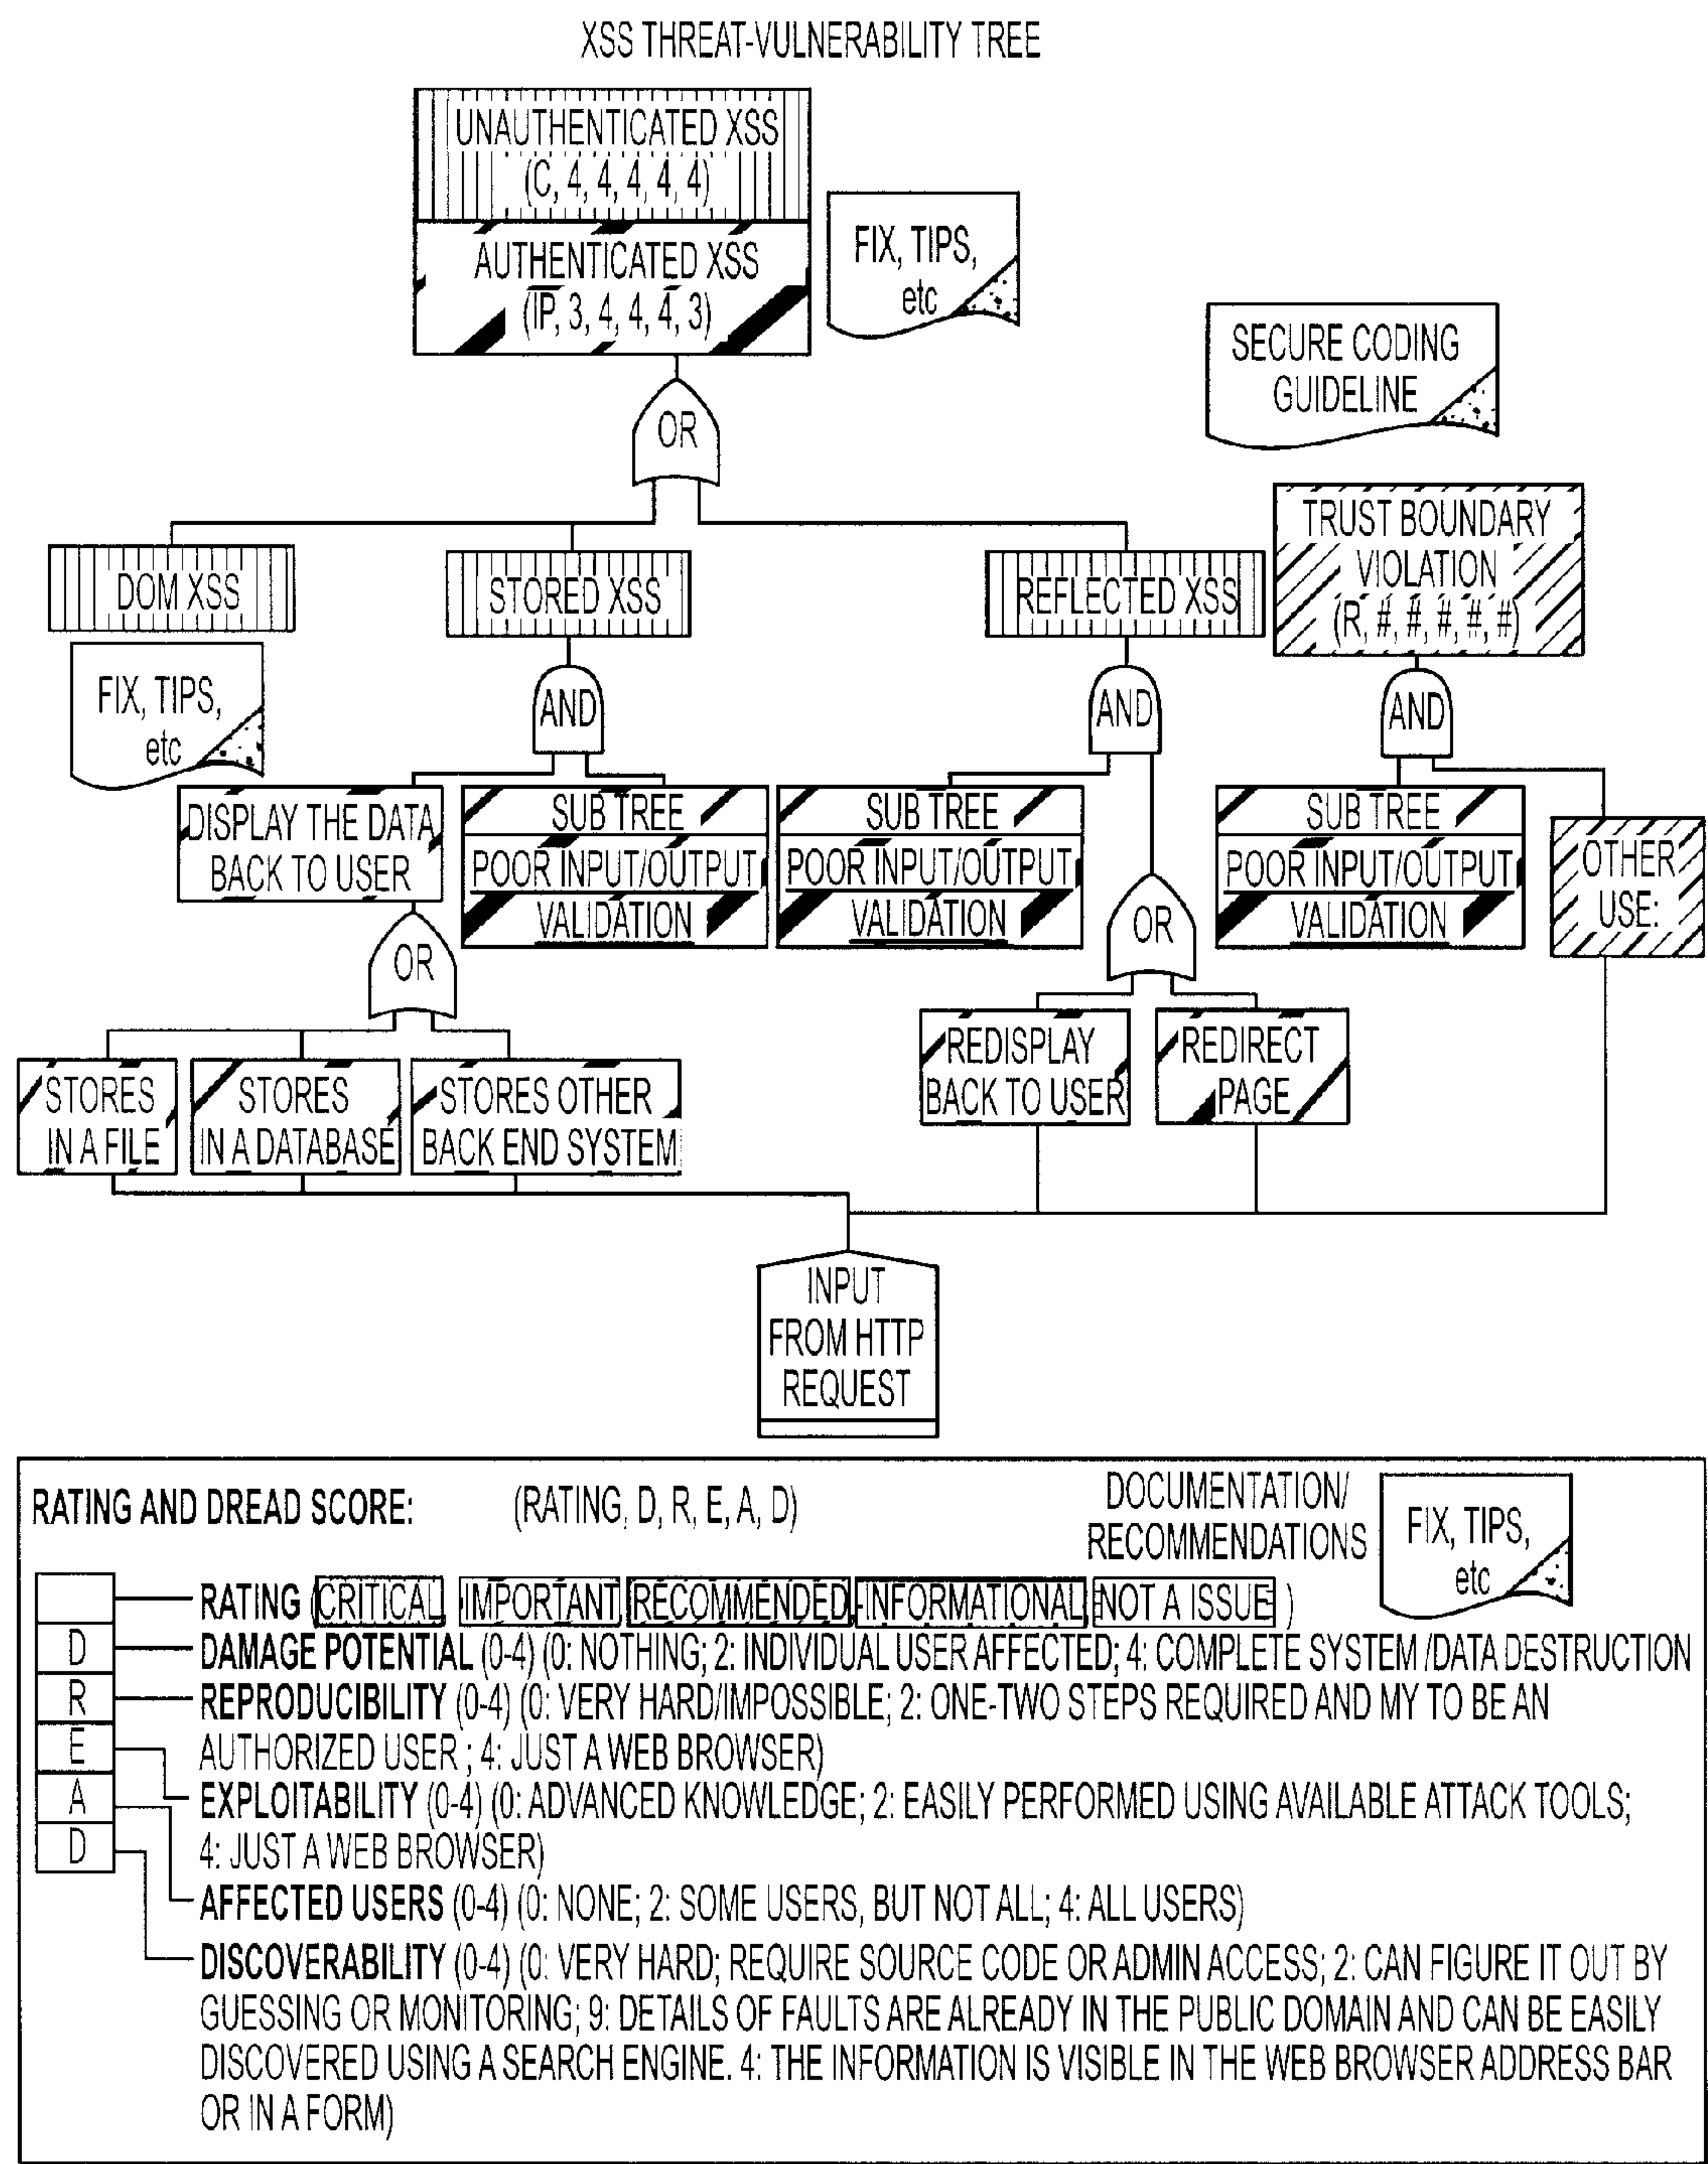 XSS THREAT-VULNERABILITY TREE
UNAUTHENTICATED XSS
(C, 4, 4, 4, 4, 4)
AUTHENTICATED XSS
(IP, 3, 4, 4, 4, 3)
FIX, TIPS,
etc
SECURE CODING
GUIDELINE
OR
TRUST BOUNDARY
VIOLATION
(R, #, #, #, #, #)
DOM XSS
STORED XSS
REFLECTED XSS
FIX, TIPS,
etc
AND
AND
AND
DISPLAY THE DATA
BACK TO USER
SUB TREE
POOR INPUT/OUTPUT
VALIDATION
SUB TREE
POOR INPUT/OUTPUT
VALIDATION
SUB TREE
POOR INPUT/OUTPUT
VALIDATION
OTHER
USE:
OR
OR
STORES
IN A FILE
STORES
IN A DATABASE
STORES OTHER
BACK END SYSTEM
REDISPLAY
BACK TO USER
REDIRECT
PAGE
INPUT
FROM HTTP
REQUEST
RATING AND DREAD SCORE: (RATING, D, R, E, A, D)
DOCUMENTATION/
RECOMMENDATIONS
FIX, TIPS,
etc
RATING (CRITICAL, IMPORTANT, RECOMMENDED, INFORMATIONAL, NOT A ISSUE)
D DAMAGE POTENTIAL (0-4) (0: NOTHING; 2: INDIVIDUAL USER AFFECTED; 4: COMPLETE SYSTEM /DATA DESTRUCTION
R REPRODUCIBILITY (0-4) (0: VERY HARD/IMPOSSIBLE; 2: ONE-TWO STEPS REQUIRED AND MY TO BE AN
AUTHORIZED USER ; 4: JUST A WEB BROWSER)
E EXPLOITABILITY (0-4) (0: ADVANCED KNOWLEDGE; 2: EASILY PERFORMED USING AVAILABLE ATTACK TOOLS;
4: JUST A WEB BROWSER)
A AFFECTED USERS (0-4) (0: NONE; 2: SOME USERS, BUT NOT ALL; 4: ALL USERS)
D DISCOVERABILITY (0-4) (0: VERY HARD; REQUIRE SOURCE CODE OR ADMIN ACCESS; 2: CAN FIGURE IT OUT BY
GUESSING OR MONITORING; 9: DETAILS OF FAULTS ARE ALREADY IN THE PUBLIC DOMAIN AND CAN BE EASILY
DISCOVERED USING A SEARCH ENGINE. 4: THE INFORMATION IS VISIBLE IN THE WEB BROWSER ADDRESS BAR
OR IN A FORM)